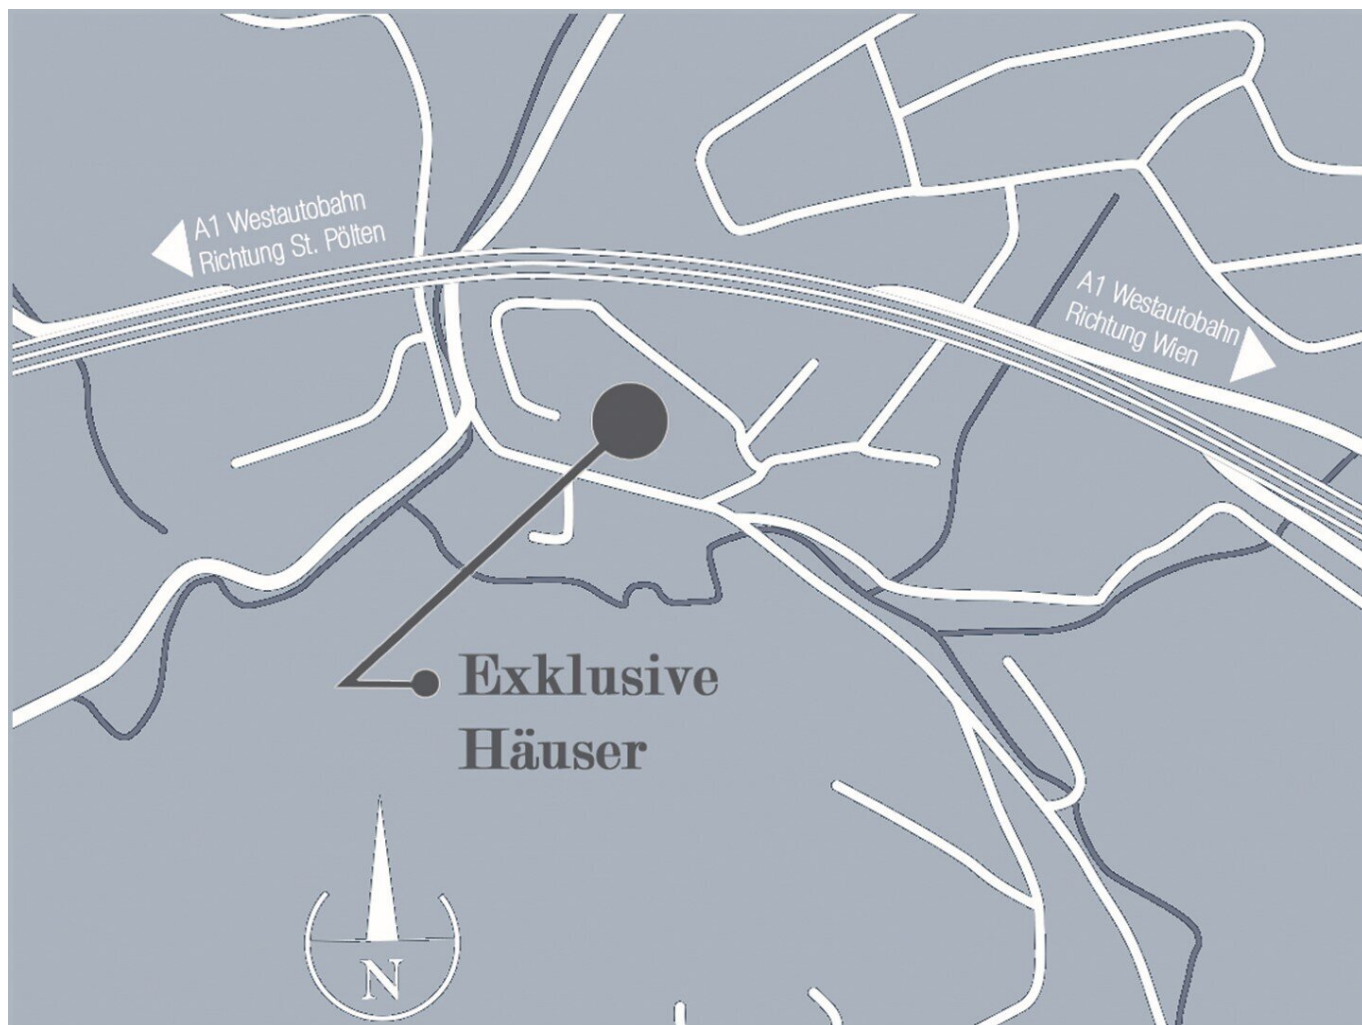 A1 Westautobahn
Richtung St. Pölten
A1 Westautobahn
Richtung Wien
Exklusive
Häuser
N